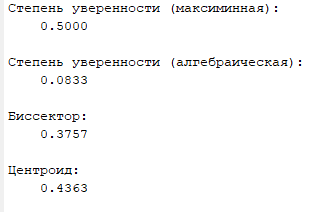 Степень уверенности (максиминная):
0.5000
Степень уверенности (алгебраическая):
0.0833
Биссектор:
0.3757
Центроид:
0.4363